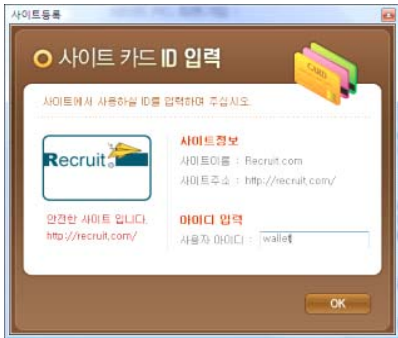 사이트등록
사이트 카드 ID 입력
CARD
사이트에서 사용하실 ID를 입력하여 주십시오.
Recruit
사이트정보
사이트이름 : Recruit.com
사이트주소 : http://recruit.com/
안전한 사이트 입니다.
http://recruit.com/
아이디 입력
사용자 아이디 : wallet
OK